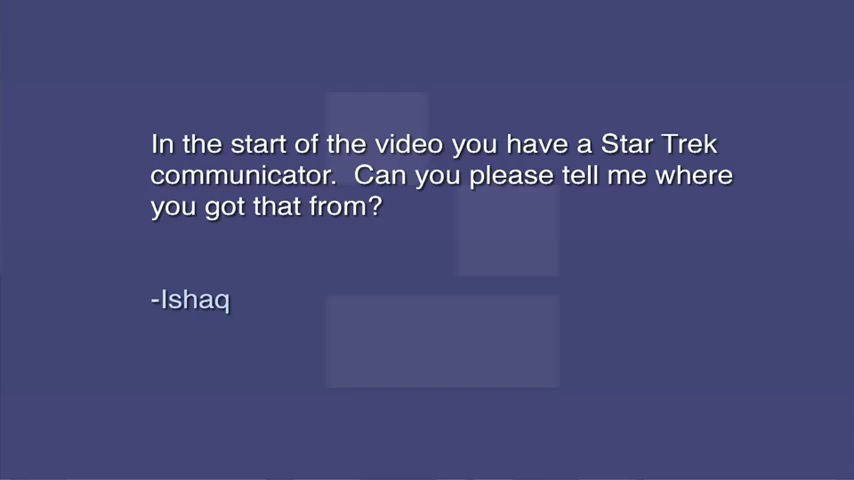 In the start of the video you have a Star Trek
communicator.  Can you please tell me where
you got that from?
-Ishaq